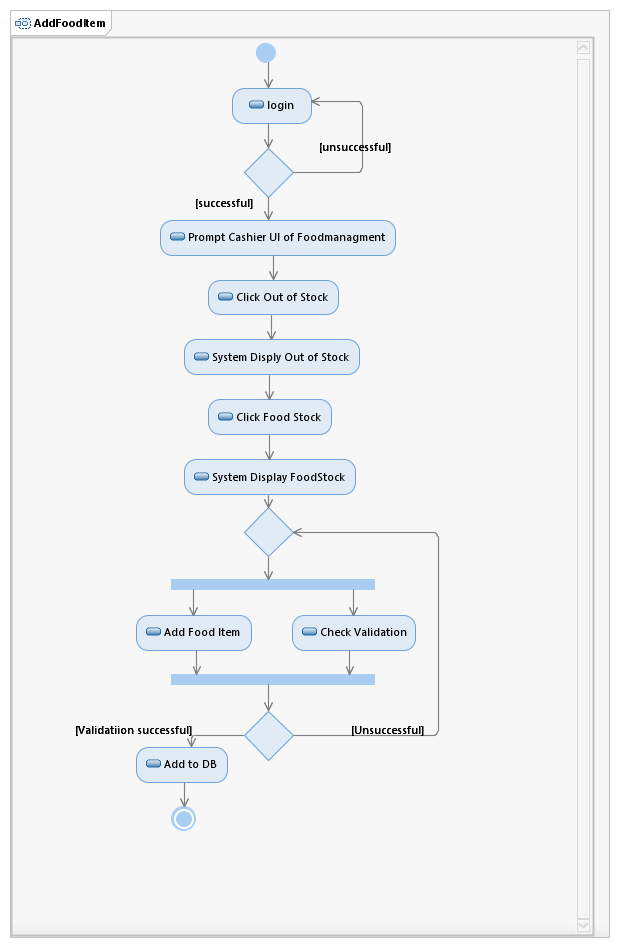 AddFoodItem
login
[unsuccessful]
[successful]
Prompt Cashier UI of Foodmanagment
Click Out of Stock
System Disply Out of Stock
Click Food Stock
System Display FoodStock
Add Food Item
Check Validation
[Validatiion successful]
[Unsuccessful]
Add to DB